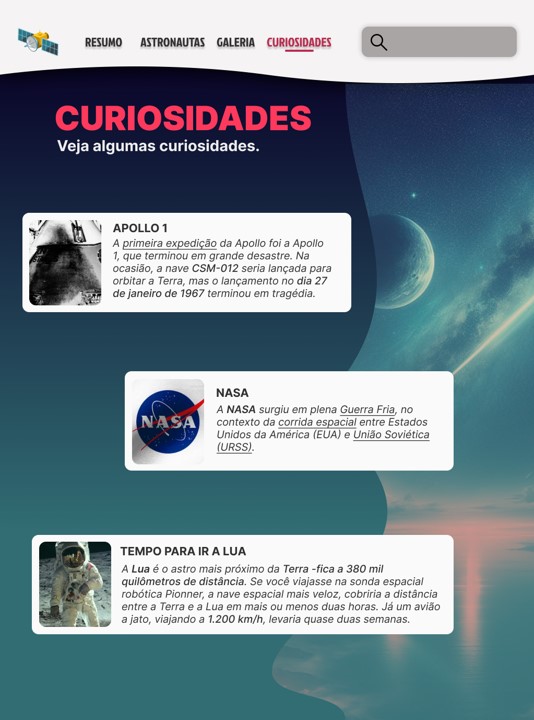 RESUMO ASTRONAUTAS GALERIA CURIOSIDADES
CURIOSIDADES
Veja algumas curiosidades.
APOLLO 1
A primeira expedição da Apollo foi a Apollo
1, que terminou em grande desastre. Na
ocasião, a nave CSM-012 seria lançada para
orbitar a Terra, mas o lançamento no dia 27
de janeiro de 1967 terminou em tragédia.
NASA
NASA
A NASA surgiu em plena Guerra Fria, no
contexto da corrida espacial entre Estados
Unidos da América (EUA) e União Soviética
(URSS).
TEMPO PARA IR A LUA
A Lua é o astro mais próximo da Terra -fica a 380 mil
quilômetros de distância. Se você viajasse na sonda espacial
robótica Pionner, a nave espacial mais veloz, cobriria a distância
entre a Terra e a Lua em mais ou menos duas horas. Já um avião
a jato, viajando a 1.200 km/h, levaria quase duas semanas.